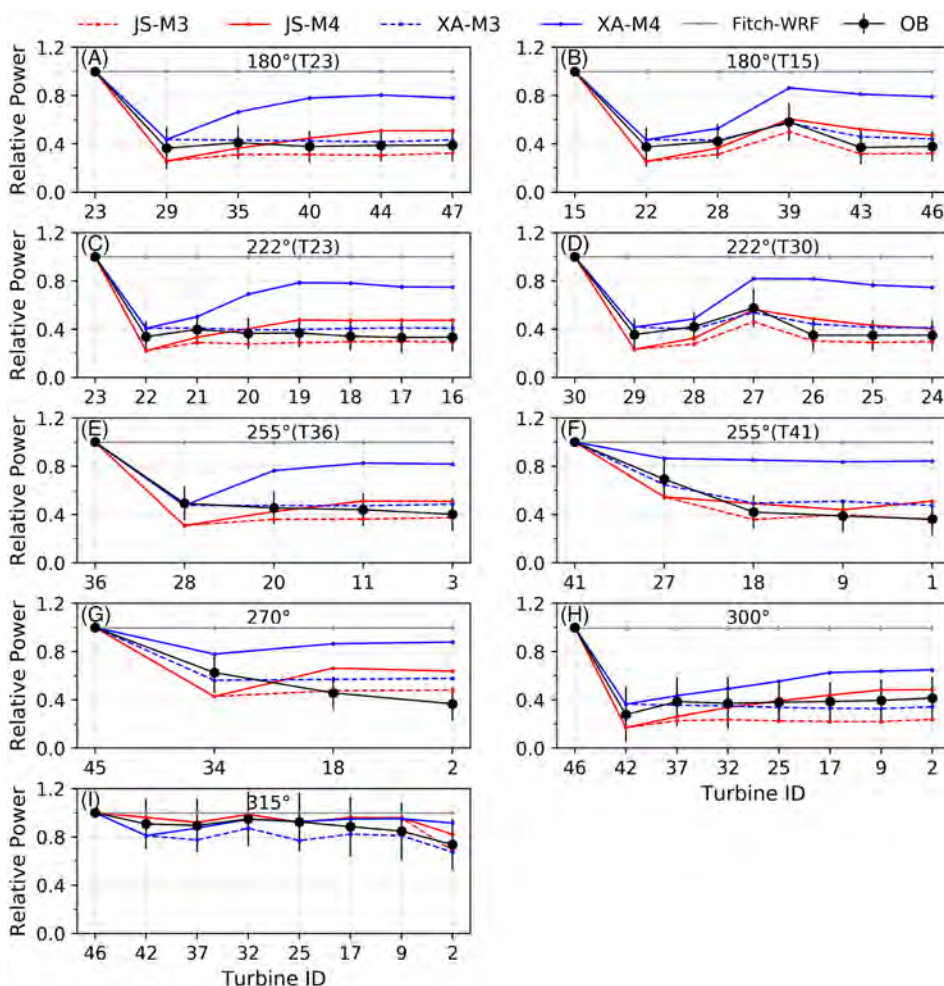 JS-M3 JS-M4 XA-M3 XA-M4 Fitch-WRF OB
(A) 180°(T23)
1.2
0.8
0.4
0.0
Relative Power
23 29 35 40 44 47
(B) 180°(T15)
1.2
0.8
0.4
0.0
15 22 28 39 43 46
(C) 222°(T23)
1.2
0.8
0.4
0.0
Relative Power
23 22 21 20 19 18 17 16
(D) 222°(T30)
1.2
0.8
0.4
0.0
30 29 28 27 26 25 24
(E) 255°(T36)
1.2
0.8
0.4
0.0
Relative Power
36 28 20 11 3
(F) 255°(T41)
1.2
0.8
0.4
0.0
41 27 18 9 1
(G) 270°
1.2
0.8
0.4
0.0
Relative Power
45 34 18 2
(H) 300°
1.2
0.8
0.4
0.0
46 42 37 32 25 17 9 2
Turbine ID
(I) 315°
1.2
0.8
0.4
0.0
Relative Power
46 42 37 32 25 17 9 2
Turbine ID